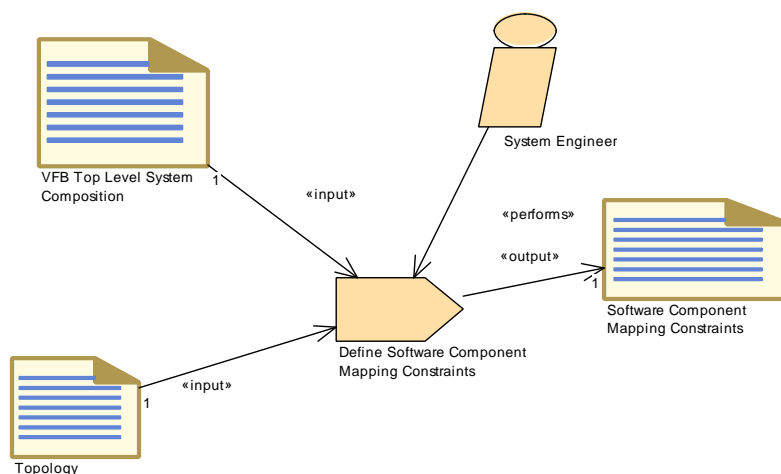 System Engineer
VFB Top Level System
Composition
1
«input»
«performs»
«output»
1
Software Component
Mapping Constraints
Define Software Component
Mapping Constraints
«input»
1
Topology